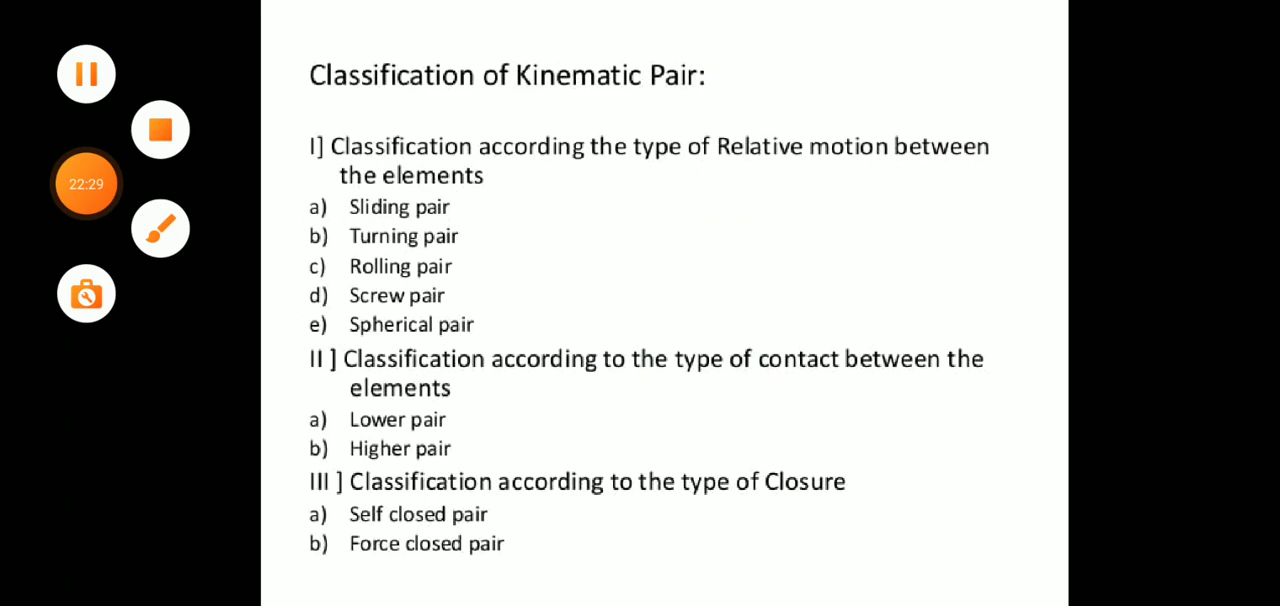 Classification of Kinematic Pair:
I] Classification according the type of Relative motion between
the elements
a) Sliding pair
b) Turning pair
c) Rolling pair
d) Screw pair
e) Spherical pair
II ] Classification according to the type of contact between the
elements
a) Lower pair
b) Higher pair
III ] Classification according to the type of Closure
a) Self closed pair
b) Force closed pair
22:29